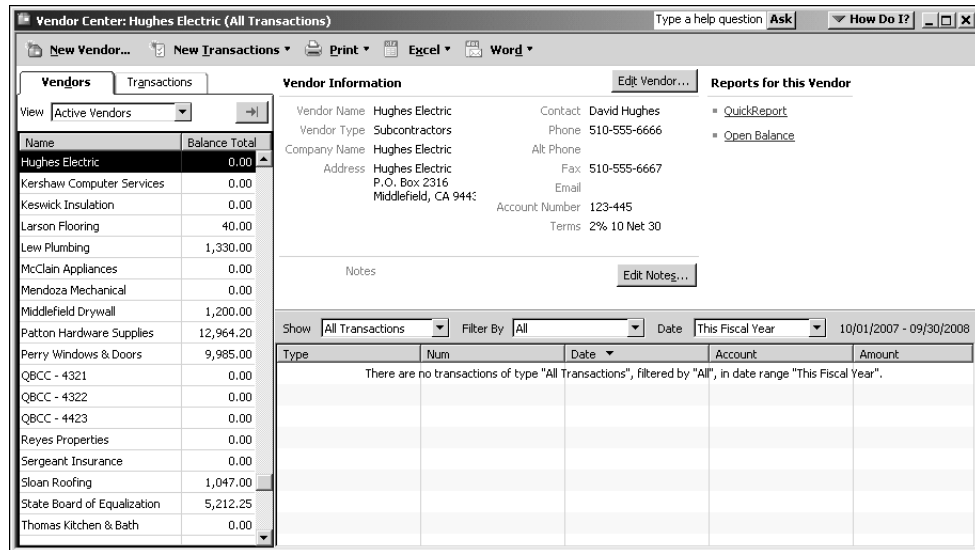 Vendor Center: Hughes Electric (All Transactions)
Type a help question Ask
How Do I?
New Vendor...
New Transactions
Print
Excel
Word
Vendors
Transactions
View Active Vendors
Name Balance Total
Hughes Electric 0.00
Kershaw Computer Services 0.00
Keswick Insulation 0.00
Larson Flooring 40.00
Lew Plumbing 1,330.00
McClain Appliances 0.00
Mendoza Mechanical 0.00
Middlefield Drywall 1,200.00
Patton Hardware Supplies 12,964.20
Perry Windows & Doors 9,985.00
QBCC - 4321 0.00
QBCC - 4322 0.00
QBCC - 4423 0.00
Reyes Properties 0.00
Sergeant Insurance 0.00
Sloan Roofing 1,047.00
State Board of Equalization 5,212.25
Thomas Kitchen & Bath 0.00
Vendor Information
Edit Vendor...
Vendor Name Hughes Electric
Vendor Type Subcontractors
Company Name Hughes Electric
Address Hughes Electric
P.O. Box 2316
Middlefield, CA 944
Contact David Hughes
Phone 510-555-6666
Alt Phone
Fax 510-555-6667
Email
Account Number 123-445
Terms 2% 10 Net 30
Notes
Edit Notes...
Reports for this Vendor
QuickReport
Open Balance
Show All Transactions Filter By All Date This Fiscal Year 10/01/2007 - 09/30/2008
Type Num Date Account Amount
There are no transactions of type "All Transactions", filtered by "All", in date range "This Fiscal Year".